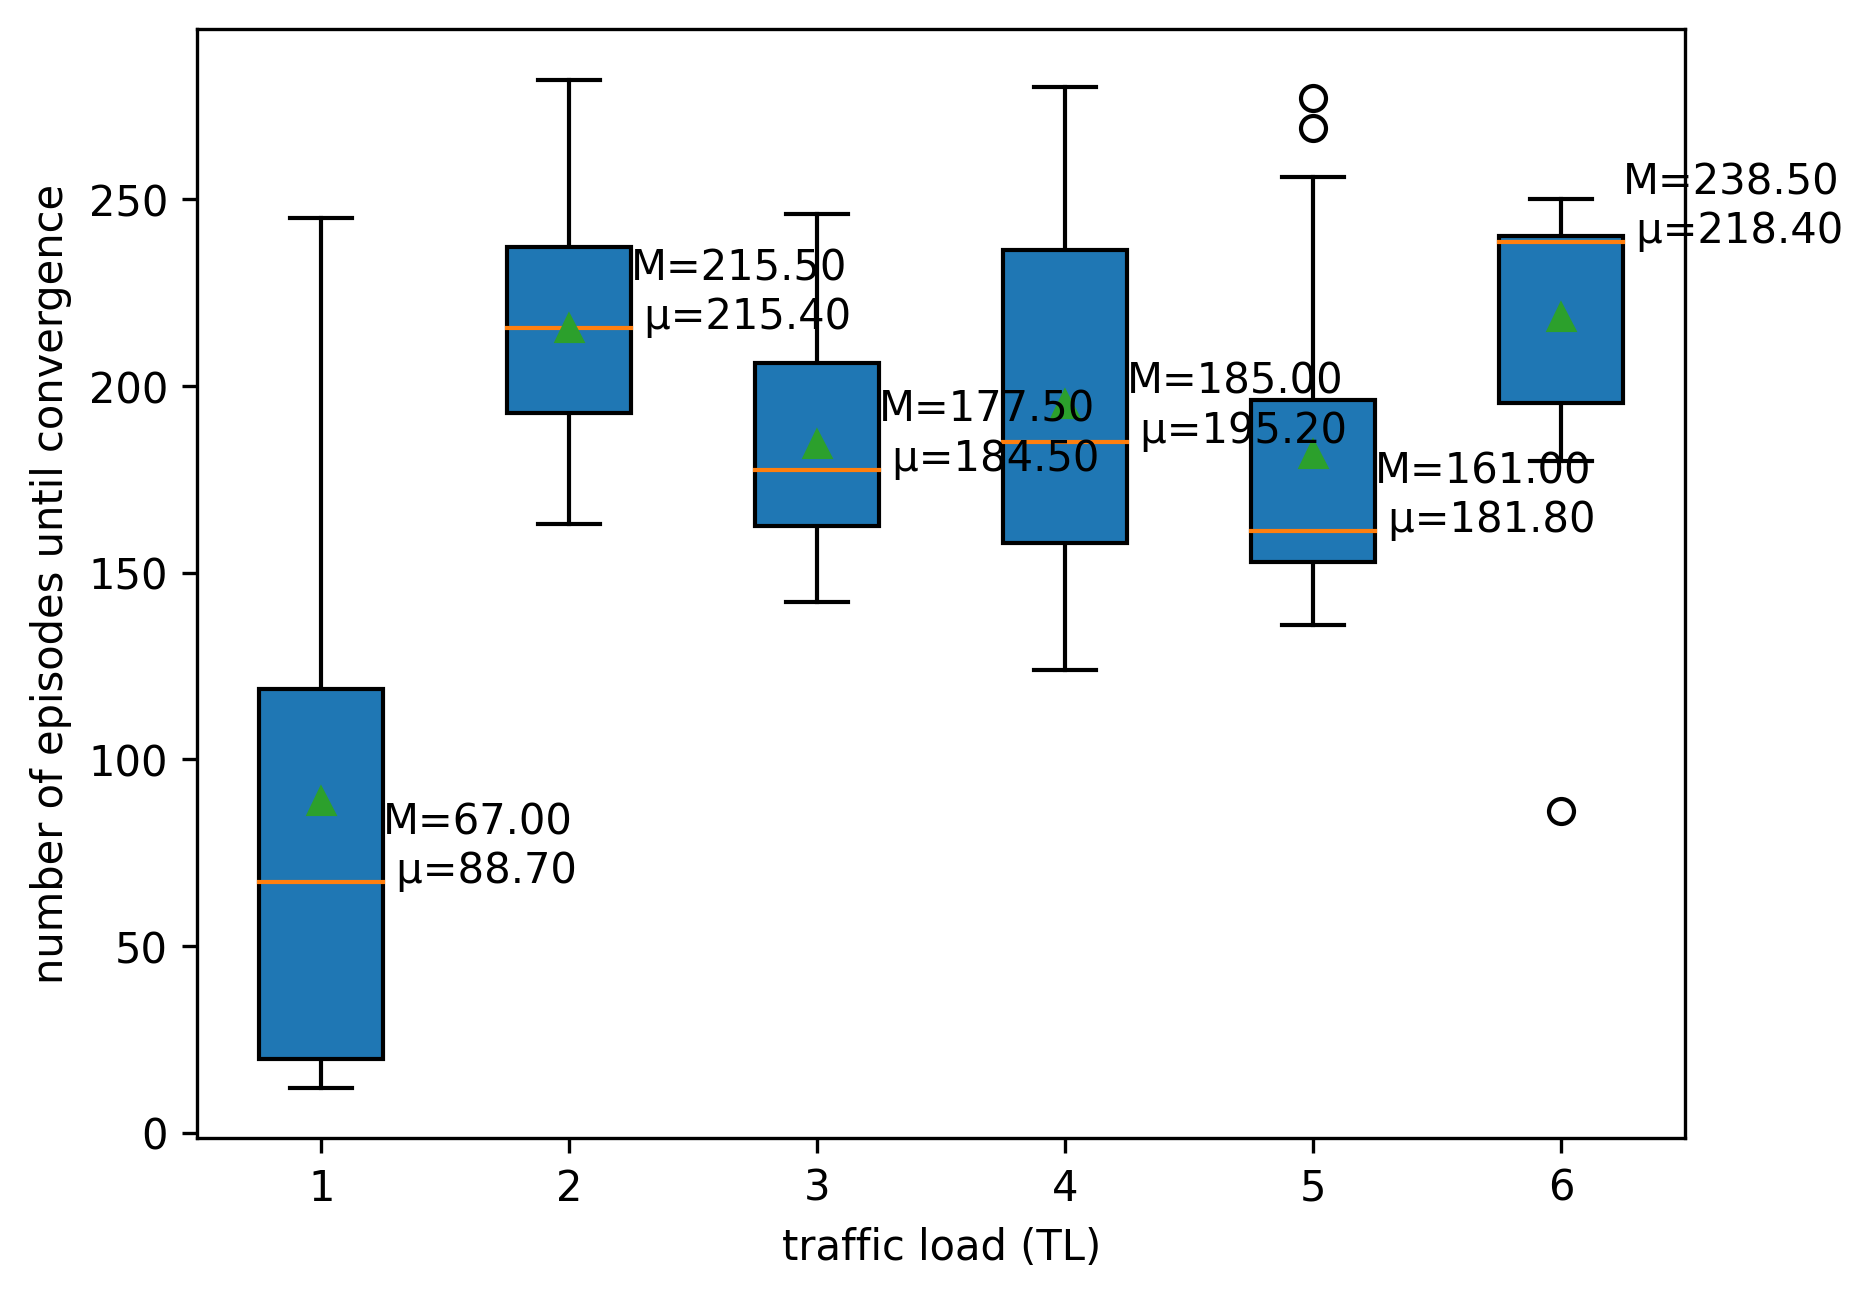 number of episodes until convergence
250
200
150
100
50
0
M=67.00
μ=88.70
M=215.50
μ=215.40
M=177.50
μ=184.50
M=185.00
μ=195.20
M=161.00
μ=181.80
M=238.50
μ=218.40
1 2 3 4 5 6
traffic load (TL)